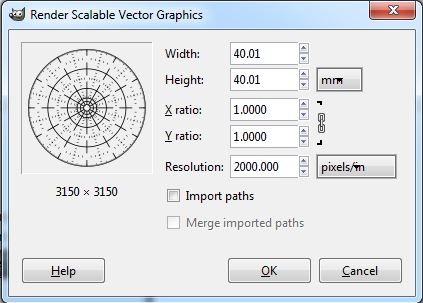 Render Scalable Vector Graphics
Width: 40.01
Height: 40.01 mm
X ratio: 1.0000
Y ratio: 1.0000
Resolution: 2000.000 pixels/in
3150 × 3150
Import paths
Merge imported paths
Help OK Cancel